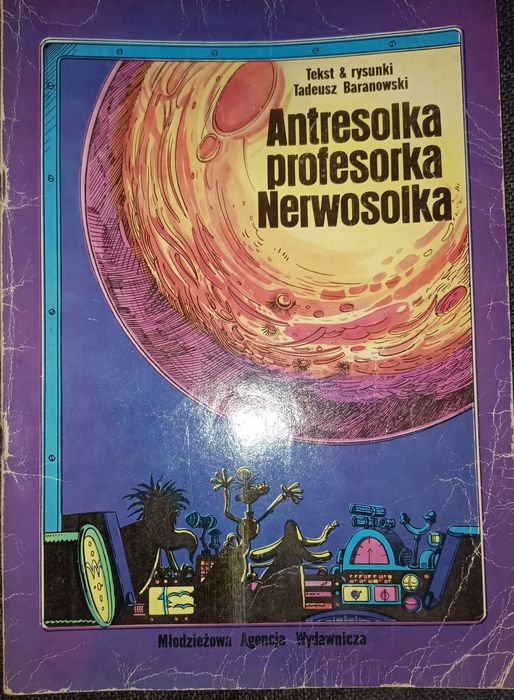 Tekst & rysunki
Tadeusz Baranowski
Antresolka
profesorka
Nerwosolka
Młodzieżowa Agencja Wydawnicza